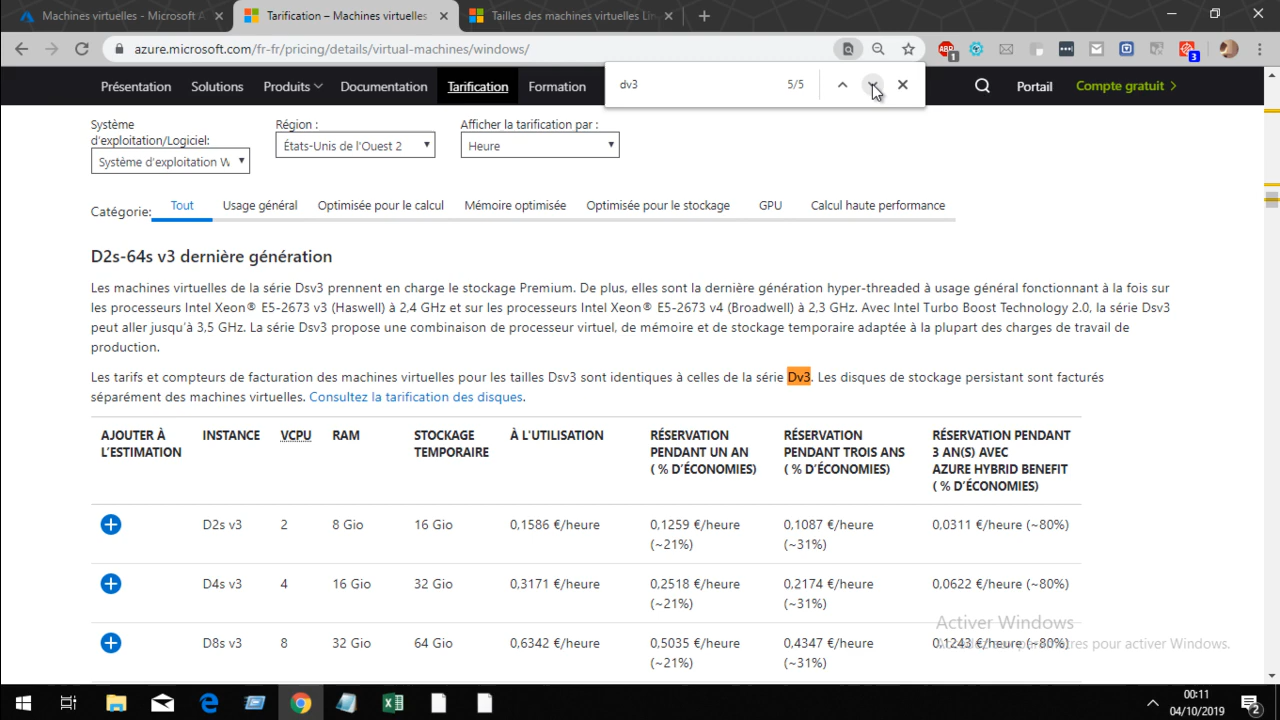 Machines virtuelles - Microsoft A
Tarification – Machines virtuelles
Tailles des machines virtuelles Lin
azure.microsoft.com/fr-fr/pricing/details/virtual-machines/windows/
1
3
Présentation Solutions Produits Documentation Tarification Formation
dv3 5/5
Portail Compte gratuit
Système d'exploitation/Logiciel:
Système d'exploitation W
Région :
États-Unis de l'Ouest 2
Afficher la tarification par :
Heure
Catégorie: Tout Usage général Optimisée pour le calcul Mémoire optimisée Optimisée pour le stockage GPU Calcul haute performance
D2s-64s v3 dernière génération
Les machines virtuelles de la série Dsv3 prennent en charge le stockage Premium. De plus, elles sont la dernière génération hyper-threaded à usage général fonctionnant à la fois sur
les processeurs Intel Xeon® E5-2673 v3 (Haswell) à 2,4 GHz et sur les processeurs Intel Xeon® E5-2673 v4 (Broadwell) à 2,3 GHz. Avec Intel Turbo Boost Technology 2.0, la série Dsv3
peut aller jusqu'à 3,5 GHz. La série Dsv3 propose une combinaison de processeur virtuel, de mémoire et de stockage temporaire adaptée à la plupart des charges de travail de
production.
Les tarifs et compteurs de facturation des machines virtuelles pour les tailles Dsv3 sont identiques à celles de la série Dv3. Les disques de stockage persistant sont facturés
séparément des machines virtuelles. Consultez la tarification des disques.
AJOUTER À L'ESTIMATION INSTANCE VCPU RAM STOCKAGE TEMPORAIRE À L'UTILISATION RÉSERVATION PENDANT UN AN ( % D'ÉCONOMIES) RÉSERVATION PENDANT TROIS ANS ( % D'ÉCONOMIES) RÉSERVATION PENDANT 3 AN(S) AVEC AZURE HYBRID BENEFIT ( % D'ÉCONOMIES)
D2s v3 2 8 Gio 16 Gio 0,1586 €/heure 0,1259 €/heure (~21%) 0,1087 €/heure (~31%) 0,0311 €/heure (~80%)
D4s v3 4 16 Gio 32 Gio 0,3171 €/heure 0,2518 €/heure (~21%) 0,2174 €/heure (~31%) 0,0622 €/heure (~80%)
D8s v3 8 32 Gio 64 Gio 0,6342 €/heure 0,5035 €/heure (~21%) 0,4347 €/heure (~31%) 0,1243 €/heure (~80%)
Activer Windows
pour activer Windows.
00:11
04/10/2019
2